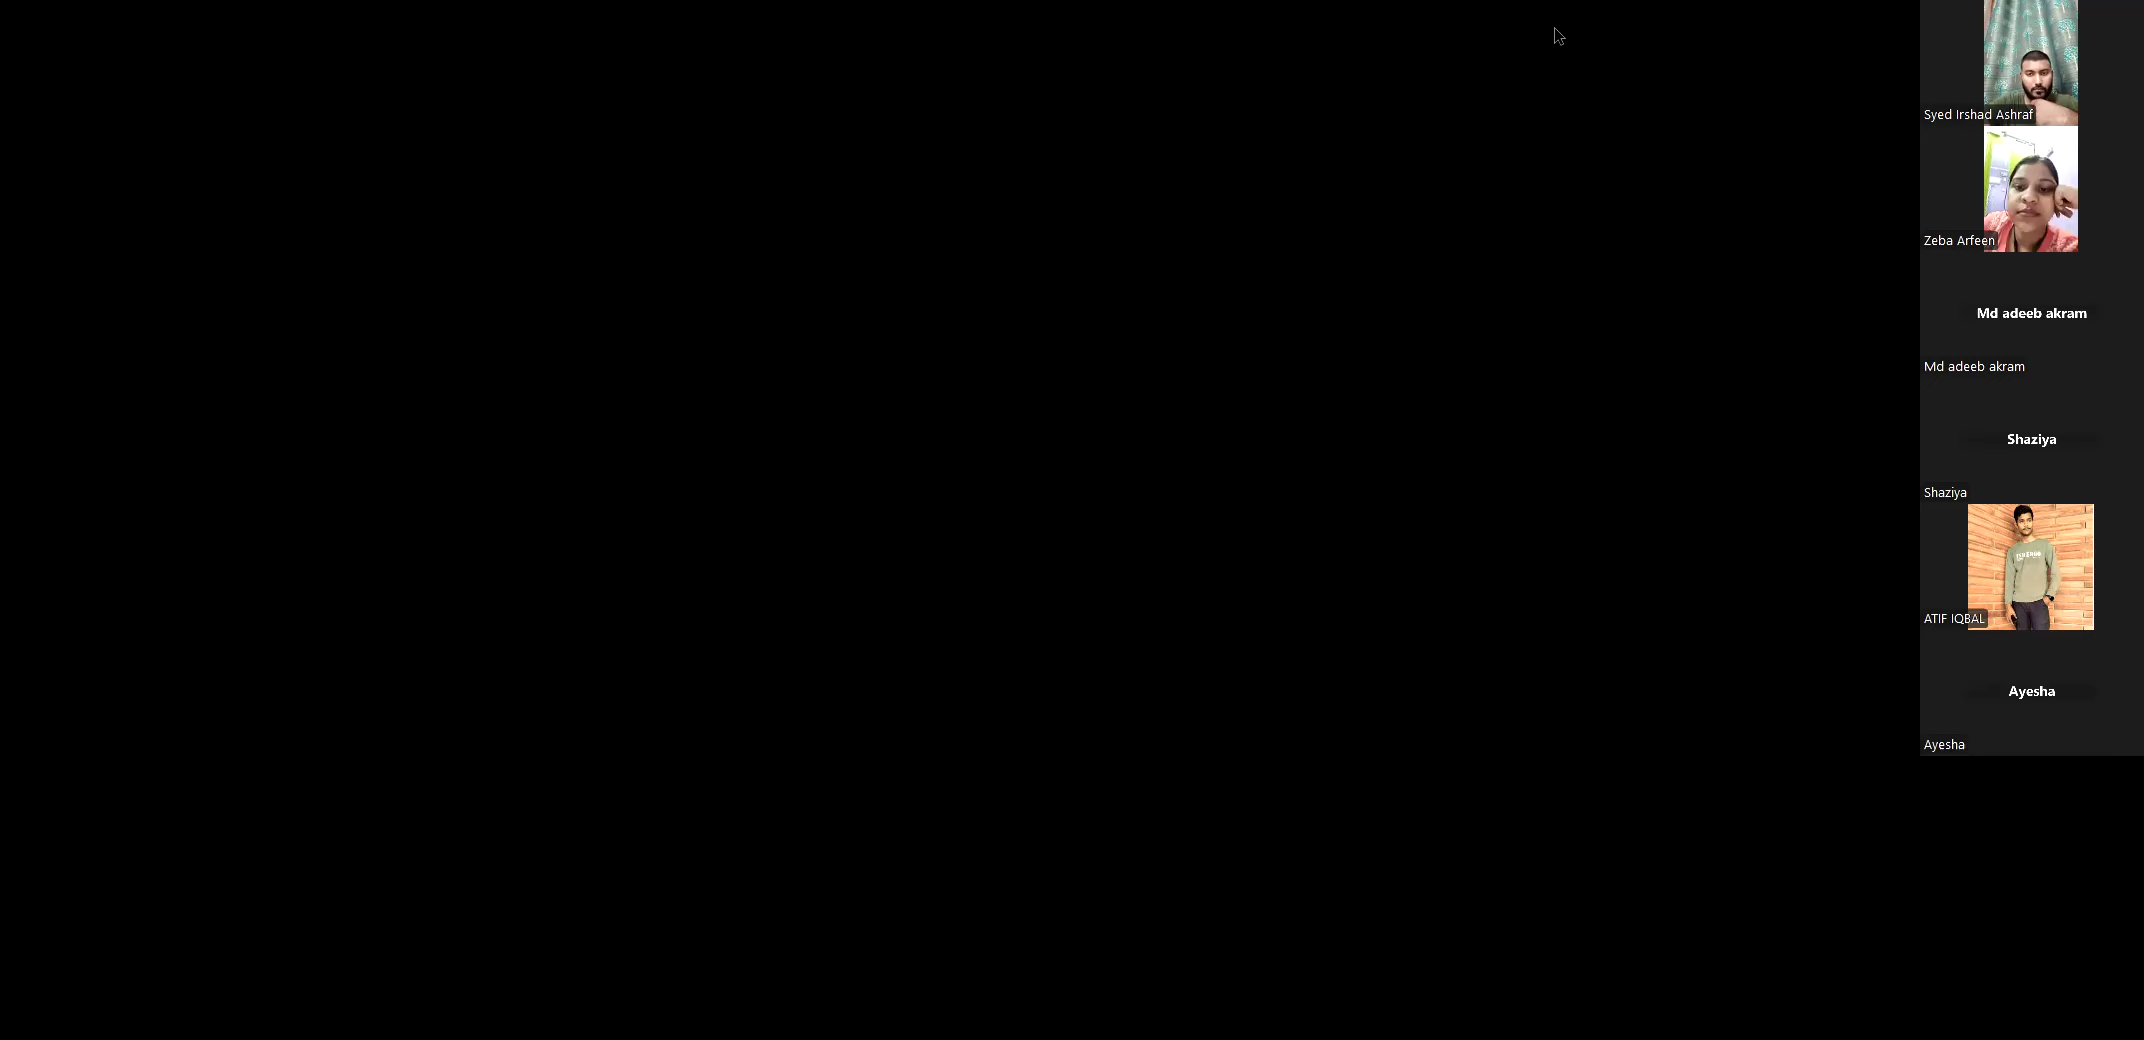 Syed Irshad Ashraf
Zeba Arfeen
Md adeeb akram
Md adeeb akram
Shaziya
Shaziya
ATIF IQBAL
Ayesha
Ayesha